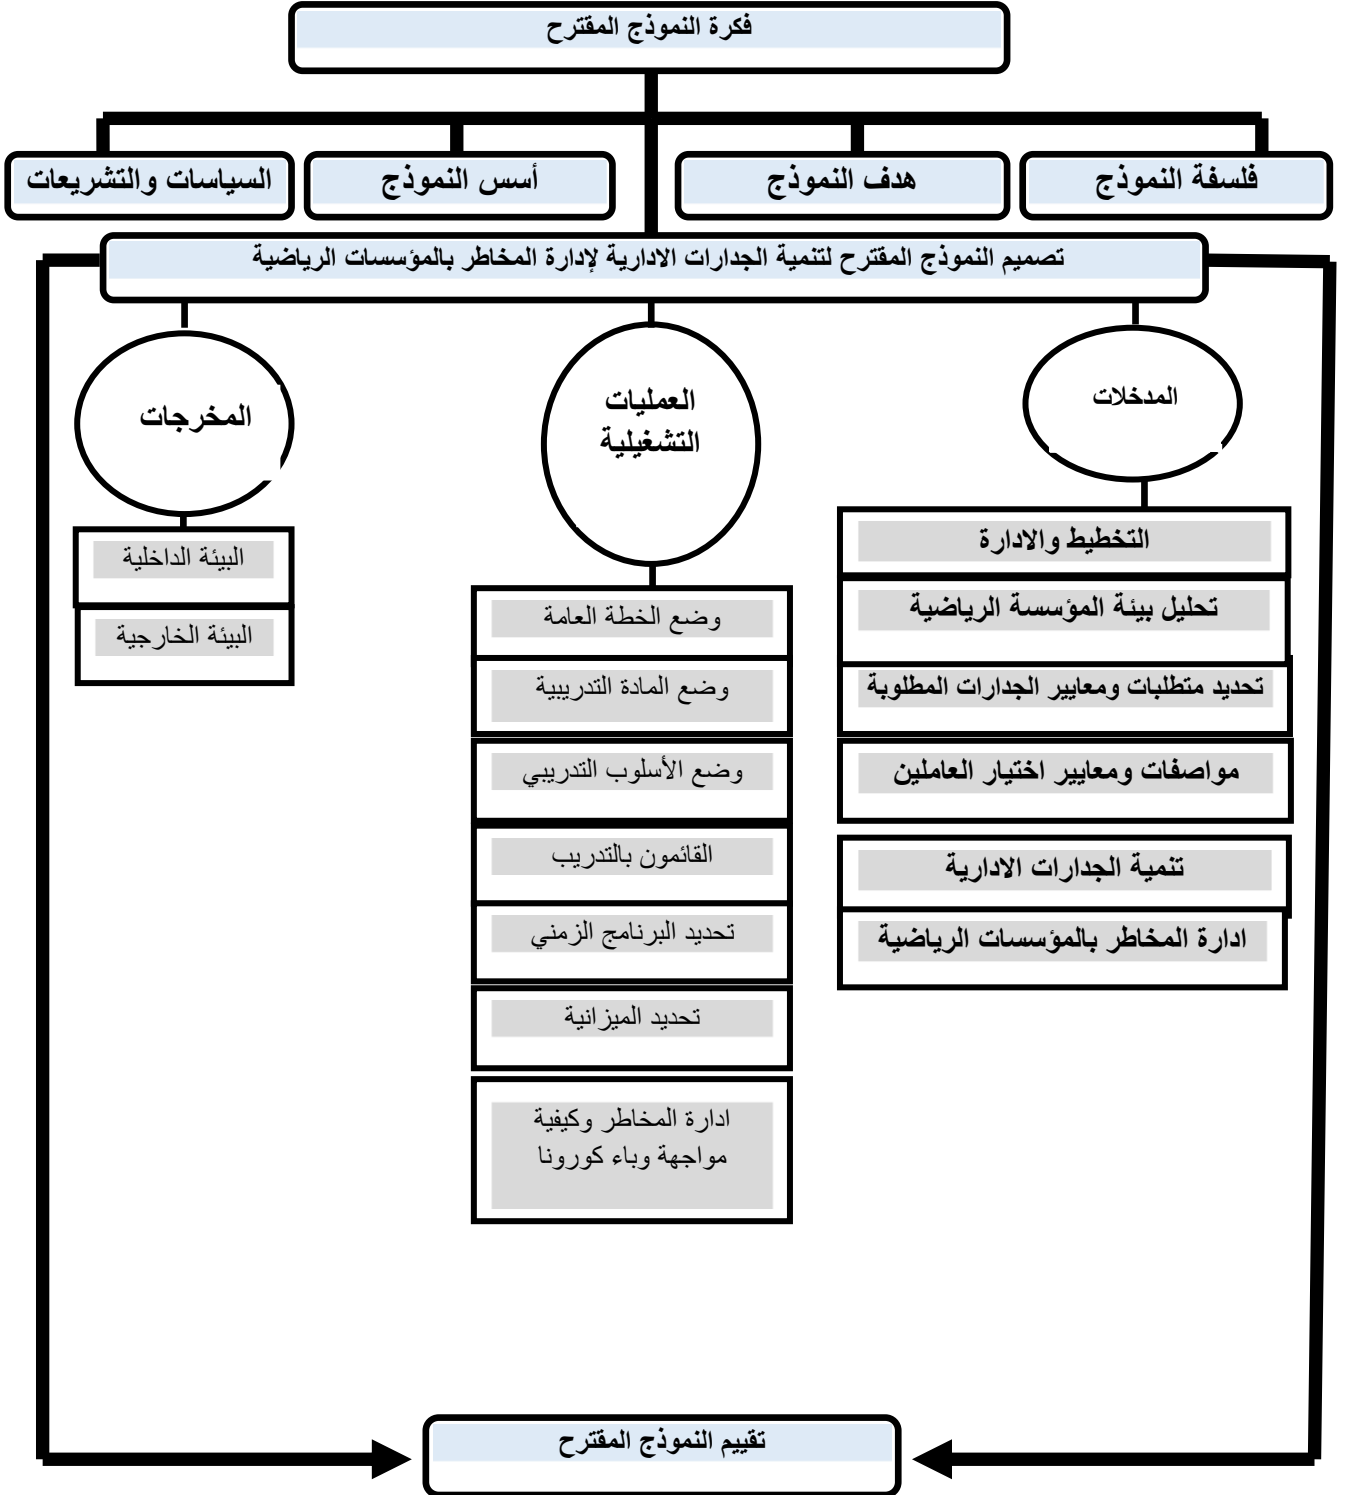 فكرة النموذج المقترح
فلسفة النموذج
هدف النموذج
أسس النموذج
السياسات والتشريعات
تصميم النموذج المقترح لتنمية الجدارات الادارية لإدارة المخاطر بالمؤسسات الرياضية
المدخلات
التخطيط والادارة
تحليل بيئة المؤسسة الرياضية
تحديد متطلبات ومعايير الجدارات المطلوبة
مواصفات ومعايير اختيار العاملين
تنمية الجدارات الادارية
ادارة المخاطر بالمؤسسات الرياضية
العمليات
التشغيلية
وضع الخطة العامة
وضع المادة التدريبية
وضع الأسلوب التدريبي
القائمون بالتدريب
تحديد البرنامج الزمني
تحديد الميزانية
ادارة المخاطر وكيفية
مواجهة وباء كورونا
المخرجات
البيئة الداخلية
البيئة الخارجية
تقييم النموذج المقترح